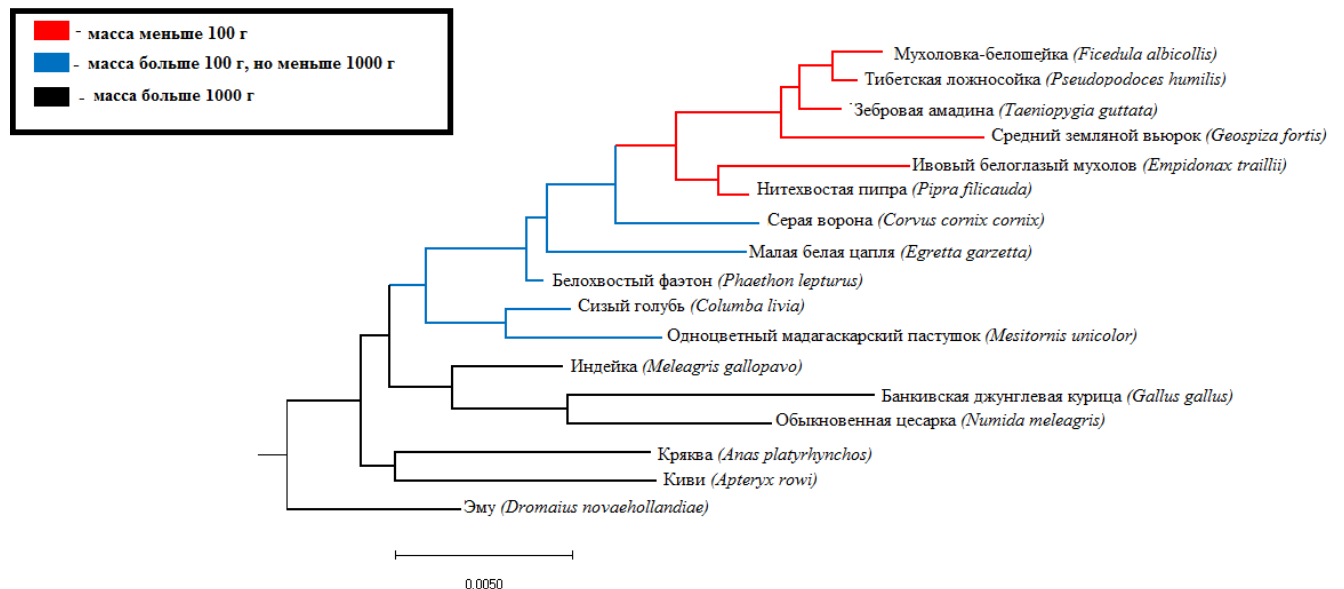 - масса меньше 100 г
- масса больше 100 г, но меньше 1000 г
- масса больше 1000 г
Мухоловка-белошейка (Ficedula albicollis)
Тибетская ложносойка (Pseudopodoces humilis)
Зебровая амадина (Taeniopygia guttata)
Средний земляной вьюрок (Geospiza fortis)
Ивовый белоглазый мухолов (Empidonax traillii)
Нитехвостая пипра (Pipra filicauda)
Серая ворона (Corvus cornix cornix)
Малая белая цапля (Egretta garzetta)
Белохвостый фаэтон (Phaethon lepturus)
Сизый голубь (Columba livia)
Одноцветный мадагаскарский пастушок (Mesitornis unicolor)
Индейка (Meleagris gallopavo)
Банкивская джунглевая курица (Gallus gallus)
Обыкновенная цесарка (Numida meleagris)
Кряква (Anas platyrhynchos)
Киви (Apteryx rowi)
Эму (Dromaius novaehollandiae)
0.0050